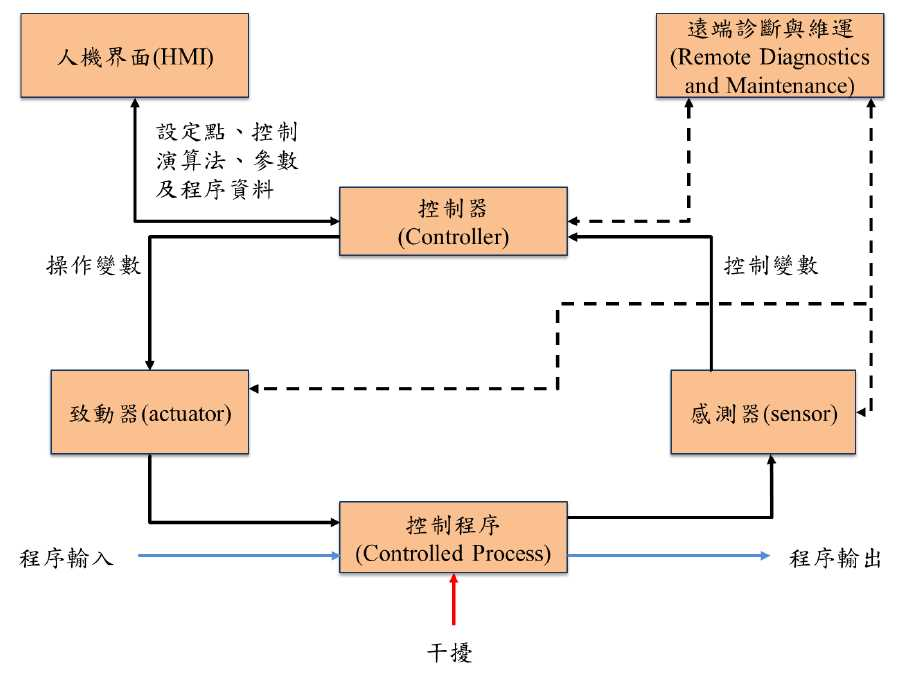 人機界面(HMI)
遠端診斷與維運
(Remote Diagnostics
and Maintenance)
設定點、控制
演算法、參數
及程序資料
控制器
(Controller)
操作變數
控制變數
致動器(actuator)
感測器(sensor)
控制程序
(Controlled Process)
程序輸入
程序輸出
干擾